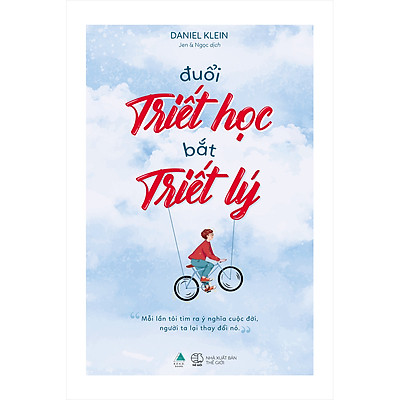 DANIEL KLEIN
Jen & Ngọc dịch
đuổi
Triết học
bắt
Triết lý
“Mỗi lần tôi tìm ra ý nghĩa cuộc đời,
người ta lại thay đổi nó.”
NHÀ XUẤT BẢN
THẾ GIỚI